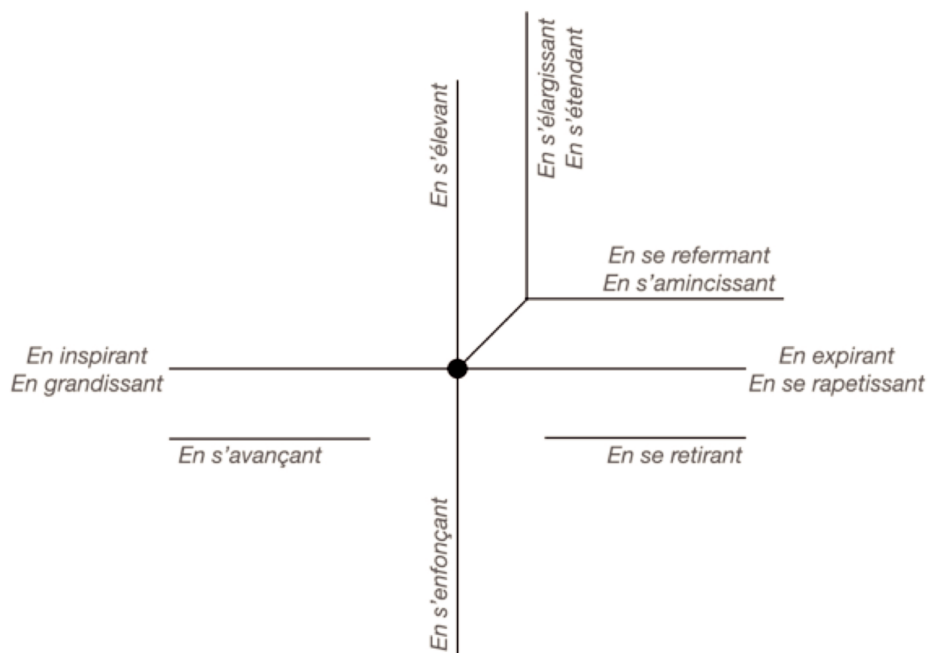 En s’élargissant
En s’étendant
En s’élevant
En se refermant
En s’amincissant
En inspirant
En grandissant
En expirant
En se rapetissant
En s’avançant
En se retirant
En s’enfonçant